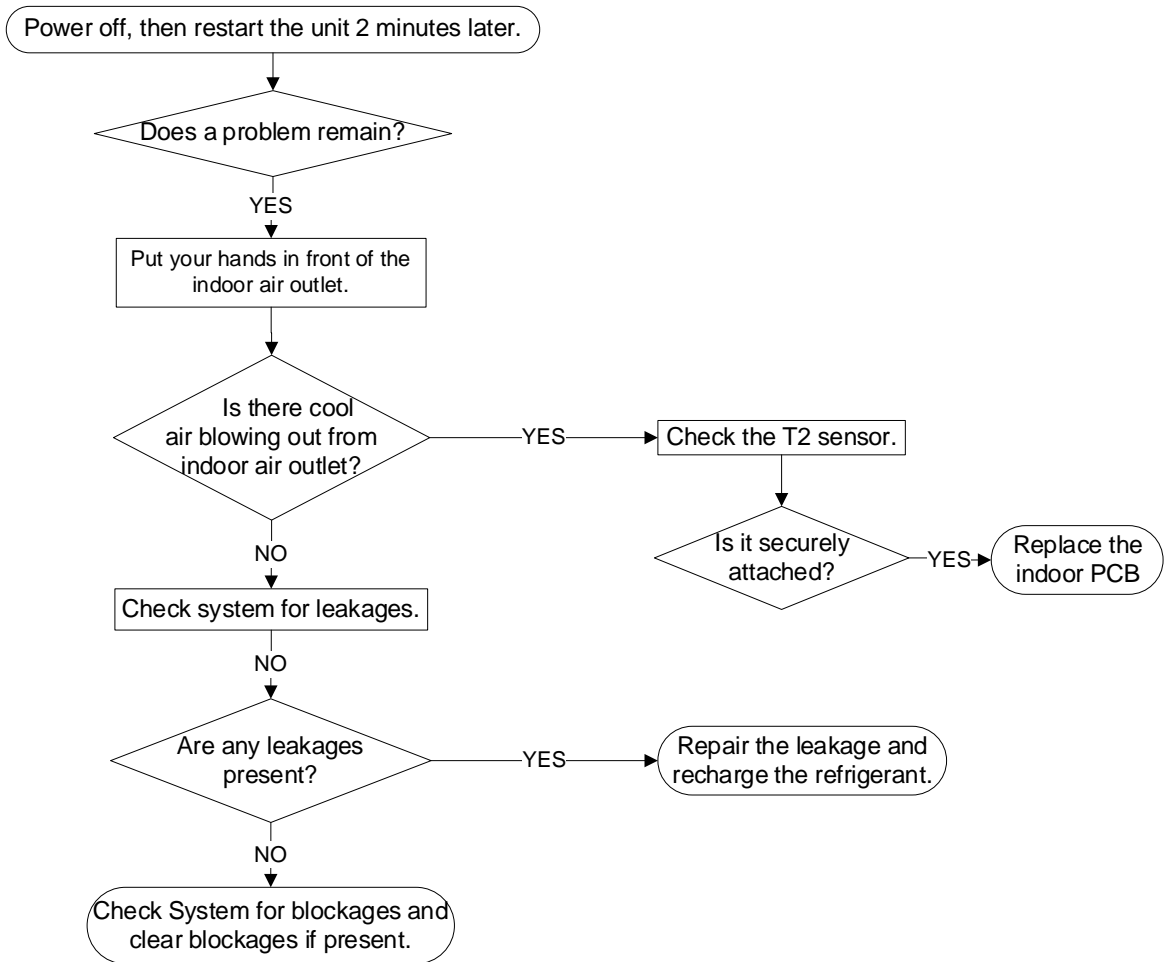 Power off, then restart the unit 2 minutes later.
Does a problem remain?
YES
Put your hands in front of the
indoor air outlet.
Is there cool
air blowing out from
indoor air outlet?
YES
Check the T2 sensor.
Is it securely
attached?
YES
Replace the
indoor PCB
NO
Check system for leakages.
NO
Are any leakages
present?
YES
Repair the leakage and
recharge the refrigerant.
NO
Check System for blockages and
clear blockages if present.